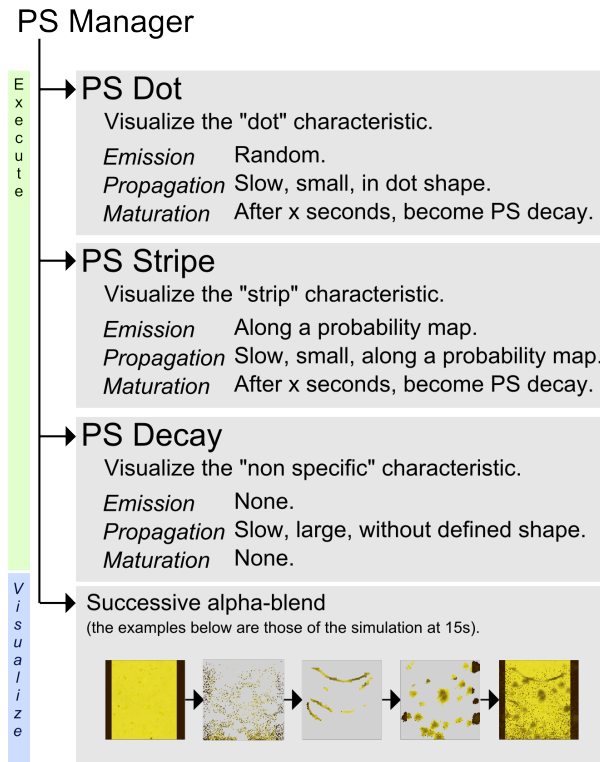 PS Manager
Execute
PS Dot
Visualize the "dot" characteristic.
Emission Random.
Propagation Slow, small, in dot shape.
Maturation After x seconds, become PS decay.
PS Stripe
Visualize the "strip" characteristic.
Emission Along a probability map.
Propagation Slow, small, along a probability map.
Maturation After x seconds, become PS decay.
PS Decay
Visualize the "non specific" characteristic.
Emission None.
Propagation Slow, large, without defined shape.
Maturation None.
Visualize
Successive alpha-blend
(the examples below are those of the simulation at 15s).